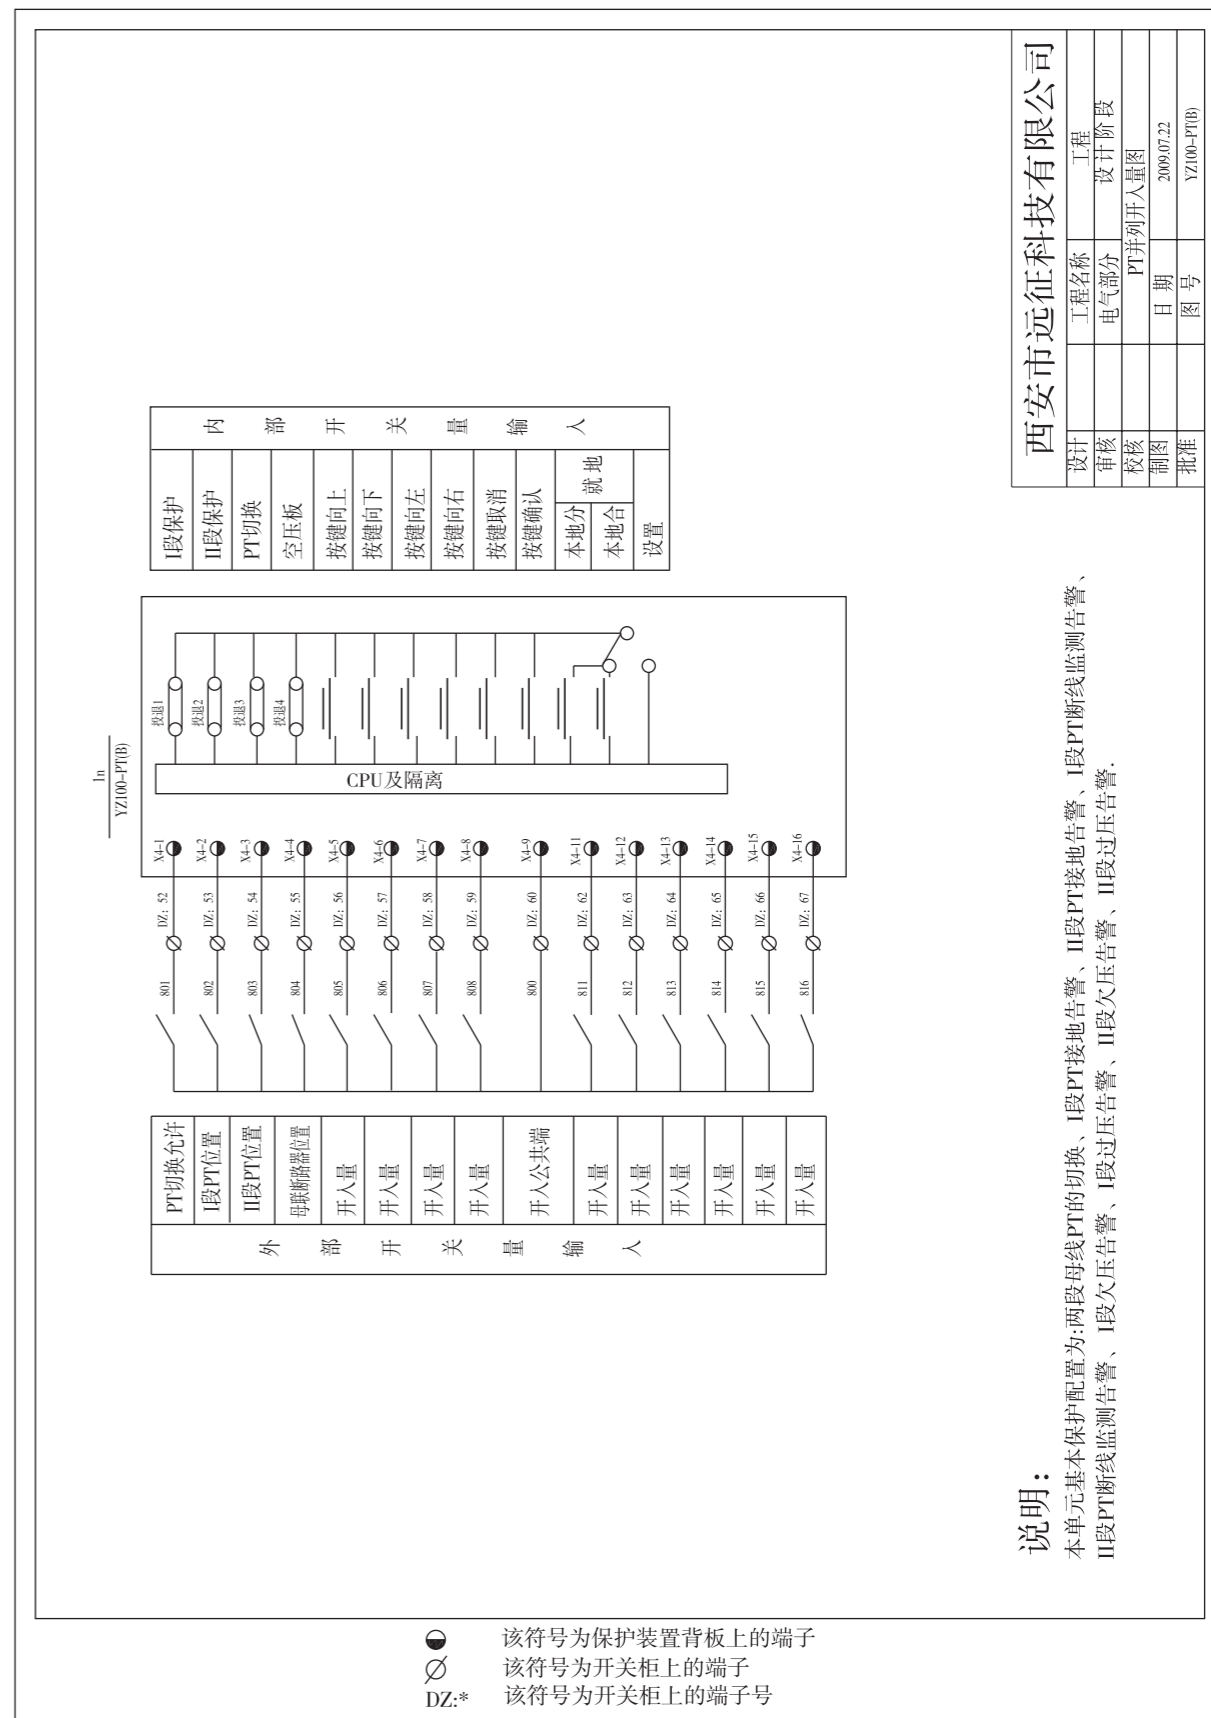 1n
YZ100-PT(B)
I段保护
II段保护
PT切换
空压板
按键向上
按键向下
按键向左
按键向右
按键取消
按键确认
本地分
本地合
就地
设置
内部开关量输入
投退1
投退2
投退3
投退4
CPU及隔离
X4-1
X4-2
X4-3
X4-4
X4-5
X4-6
X4-7
X4-8
X4-9
X4-11
X4-12
X4-13
X4-14
X4-15
X4-16
DZ: 52
DZ: 53
DZ: 54
DZ: 55
DZ: 56
DZ: 57
DZ: 58
DZ: 59
DZ: 60
DZ: 62
DZ: 63
DZ: 64
DZ: 65
DZ: 66
DZ: 67
801
802
803
804
805
806
807
808
800
811
812
813
814
815
816
PT切换允许
I段PT位置
II段PT位置
母联断路器位置
开入量
开入量
开入量
开入量
开入公共端
开入量
开入量
开入量
开入量
开入量
开入量
外部开关量输入
说明：
本单元基本保护配置为:两段母线PT的切换、I段PT接地告警、II段PT接地告警、I段PT断线监测告警、
II段PT断线监测告警、I段欠压告警、I段过压告警、II段欠压告警、II段过压告警.
西安市远征科技有限公司
设计 工程名称 工程
审核 电气部分 设计阶段
校核 PT并列开入量图
制图 日 期 2009.07.22
批准 图 号 YZ100-PT(B)
该符号为保护装置背板上的端子
该符号为开关柜上的端子
DZ:* 该符号为开关柜上的端子号